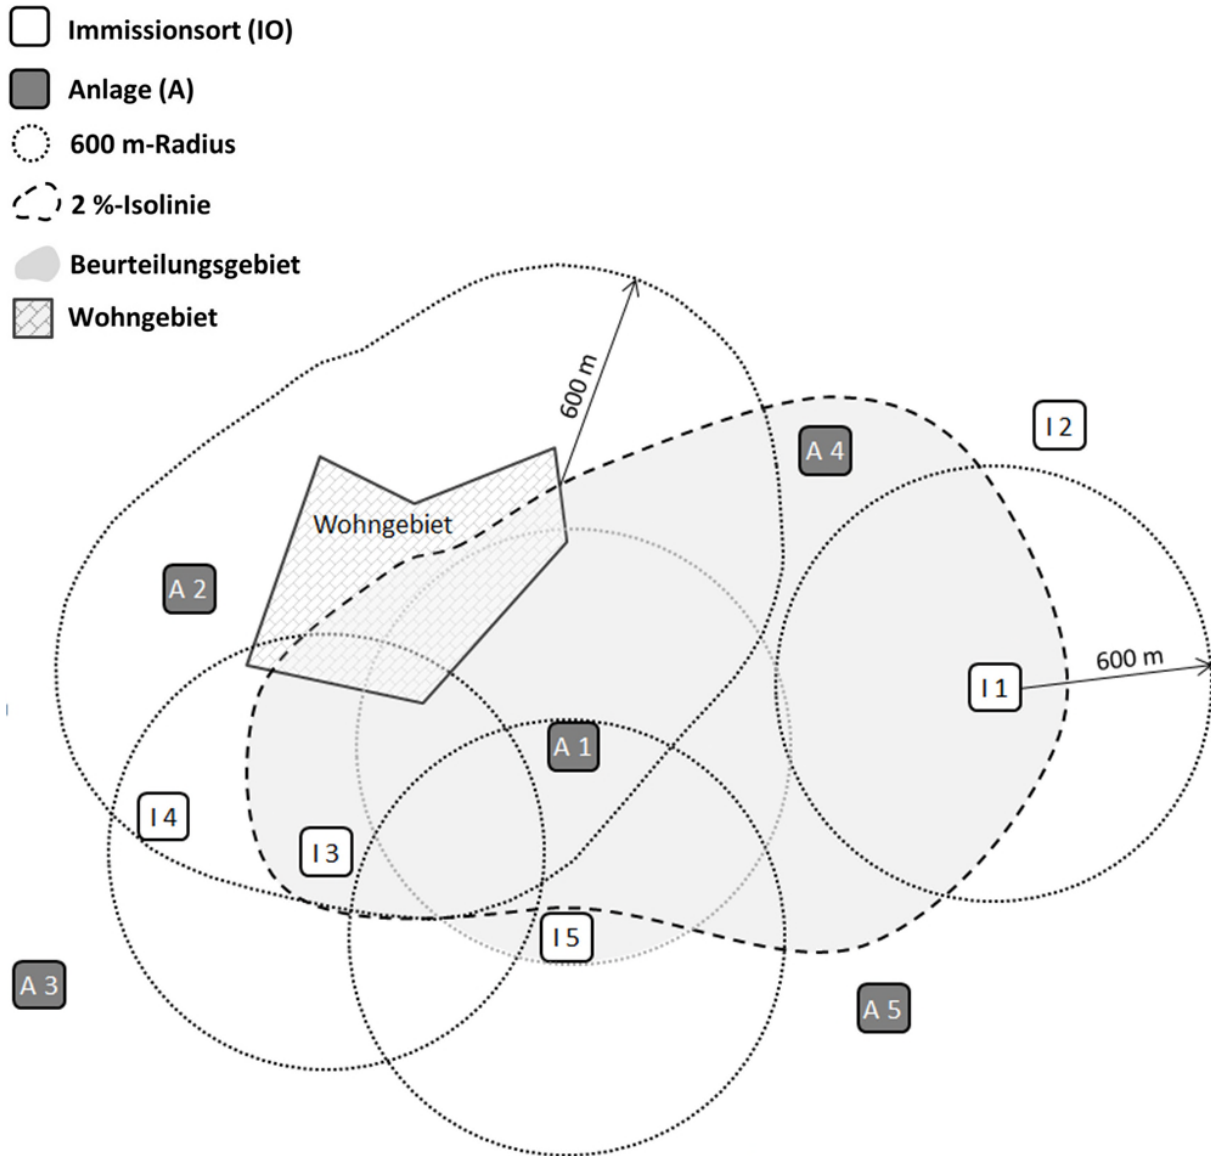 Immissionsort (IO)
Anlage (A)
600 m-Radius
2 %-Isolinie
Beurteilungsgebiet
Wohngebiet
600 m
I 2
A 4
Wohngebiet
A 2
600 m
I 1
A 1
I 4
I 3
I 5
A 3
A 5